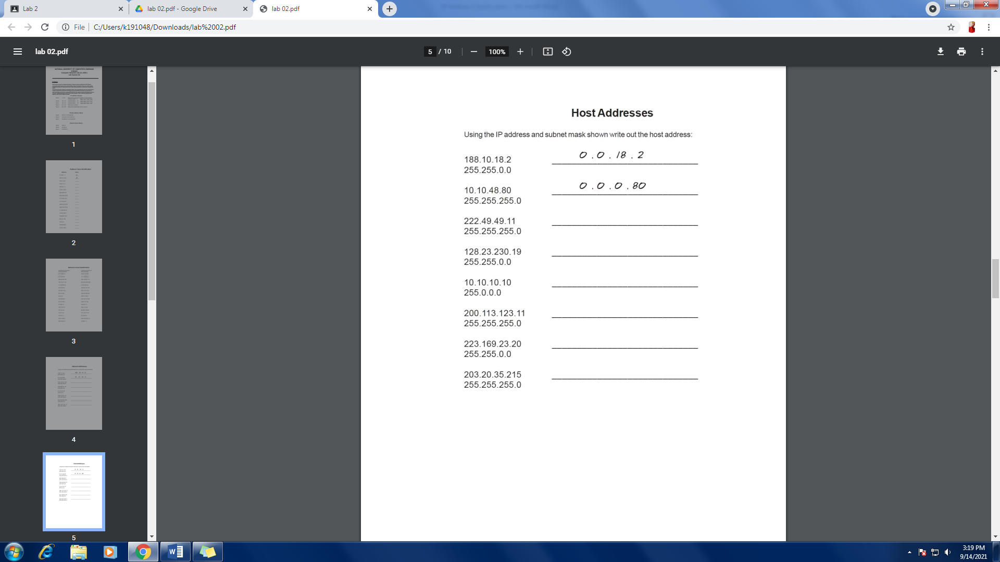 Lab 2
lab 02.pdf - Google Drive
lab 02.pdf
File
C:/Users/k191048/Downloads/lab%2002.pdf
lab 02.pdf
5 / 10
100%
1
2
3
4
5
Host Addresses
Using the IP address and subnet mask shown write out the host address:
188.10.18.2
255.255.0.0
0 . 0 . 18 . 2
10.10.48.80
255.255.255.0
0 . 0 . 0 . 80
222.49.49.11
255.255.255.0
128.23.230.19
255.255.0.0
10.10.10.10
255.0.0.0
200.113.123.11
255.255.255.0
223.169.23.20
255.255.0.0
203.20.35.215
255.255.255.0
3:19 PM
9/14/2021